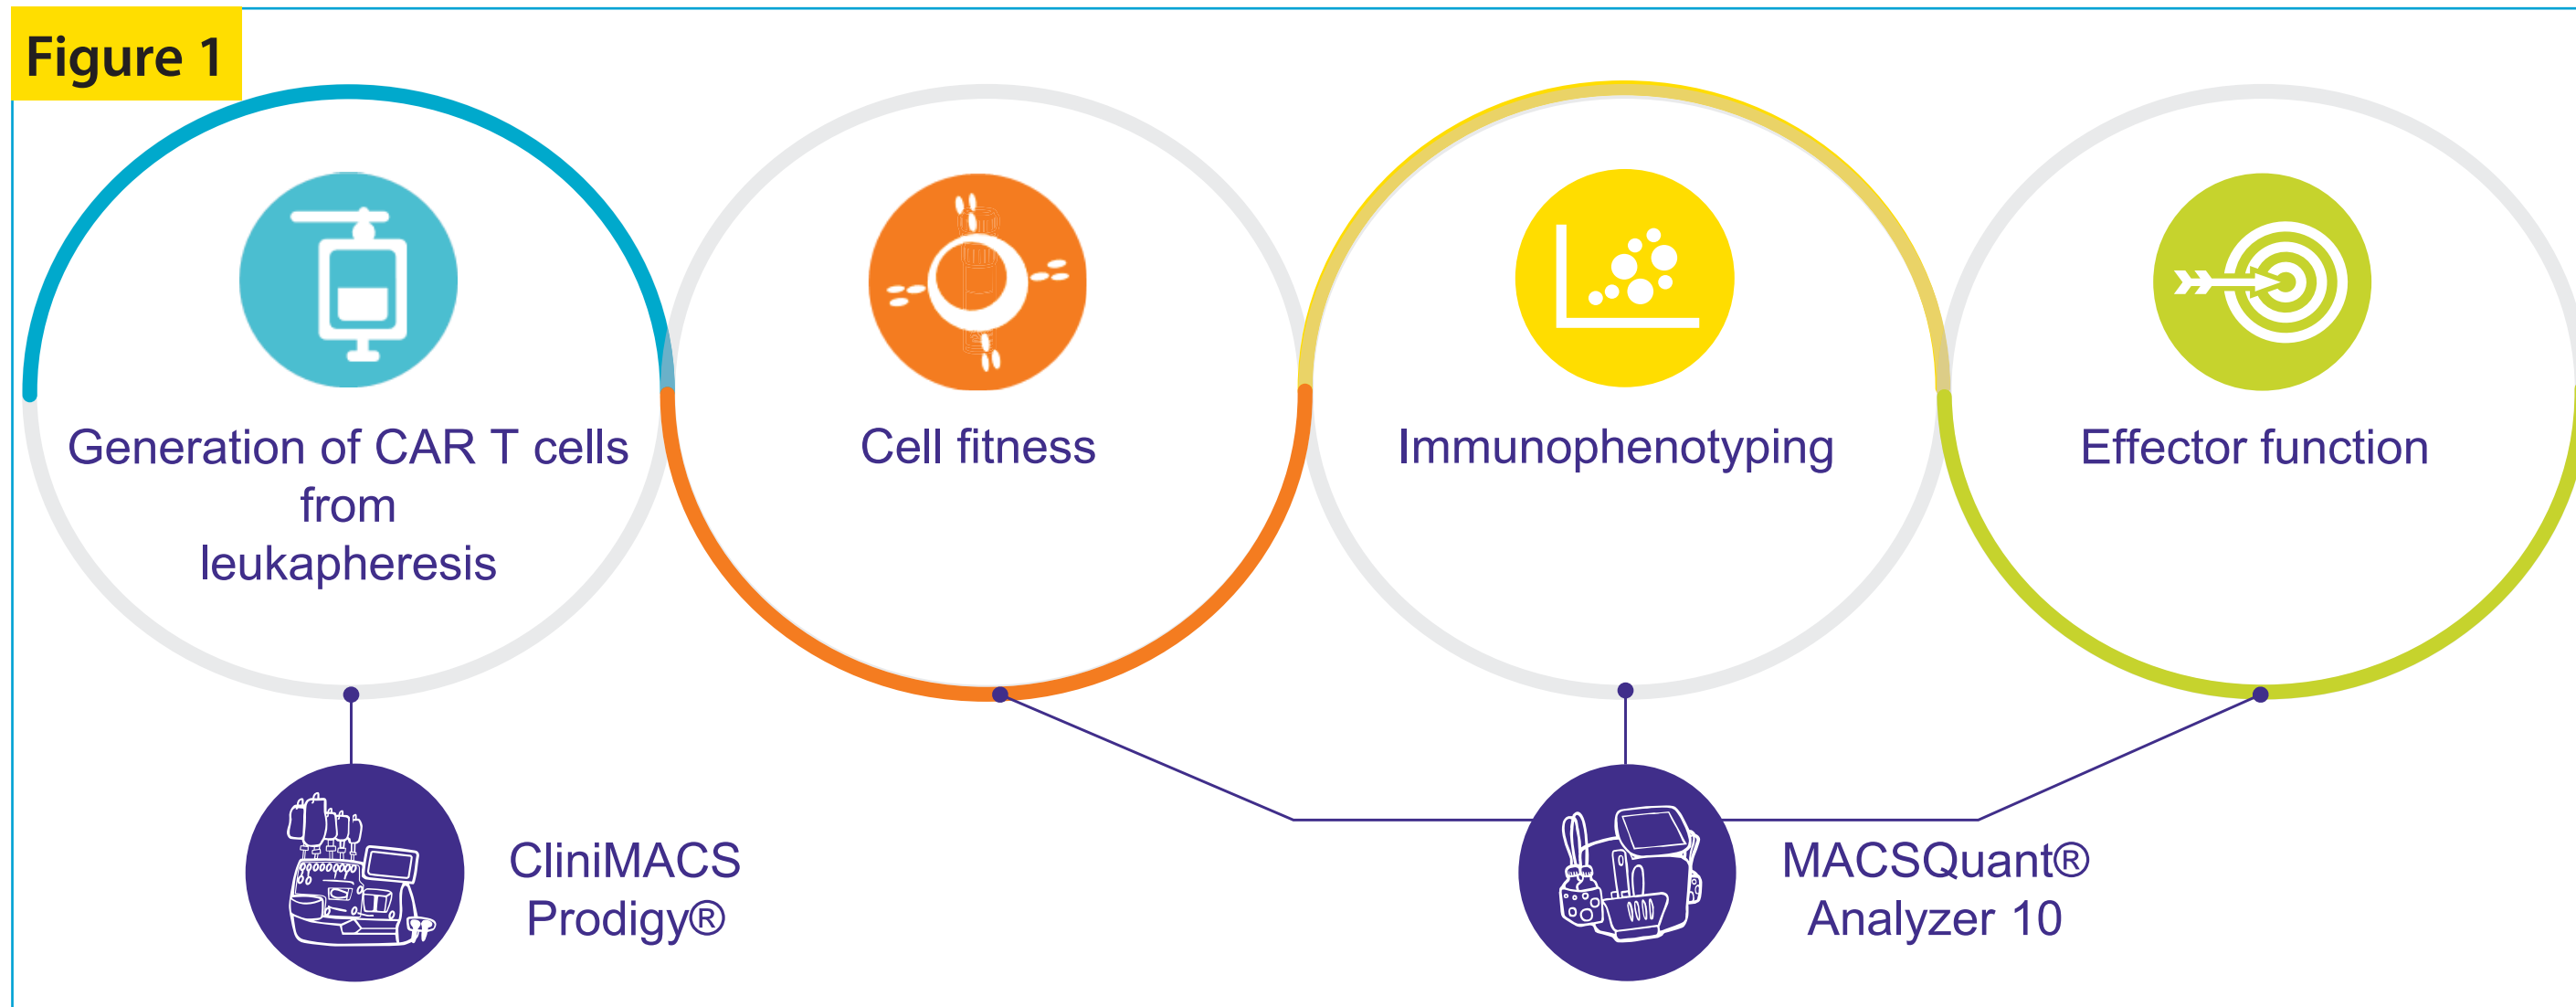 Figure 1
Generation of CAR T cells
from
leukapheresis
Cell fitness
Immunophenotyping
Effector function
CliniMACS
Prodigy®
MACSQuant®
Analyzer 10